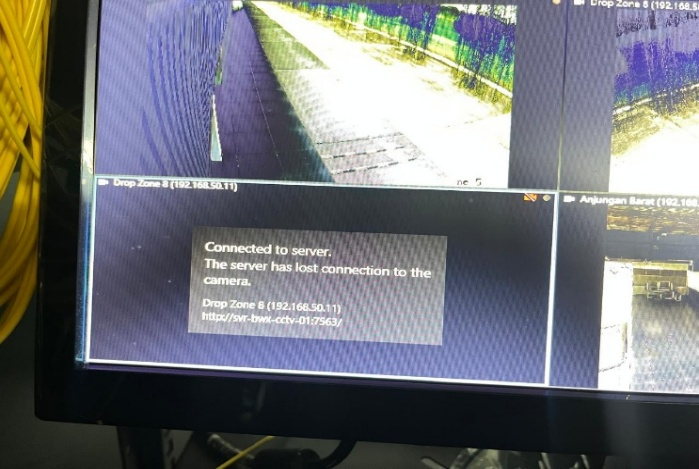 Drop Zone 8 (192.168.5
ne 5
Drop Zone 8 (192.168.50.11)
Anjungan Barat (192.168.
Connected to server.
The server has lost connection to the
camera.
Drop Zone 8 (192.168.50.11)
http://svr-bwx-cctv-01:7563/